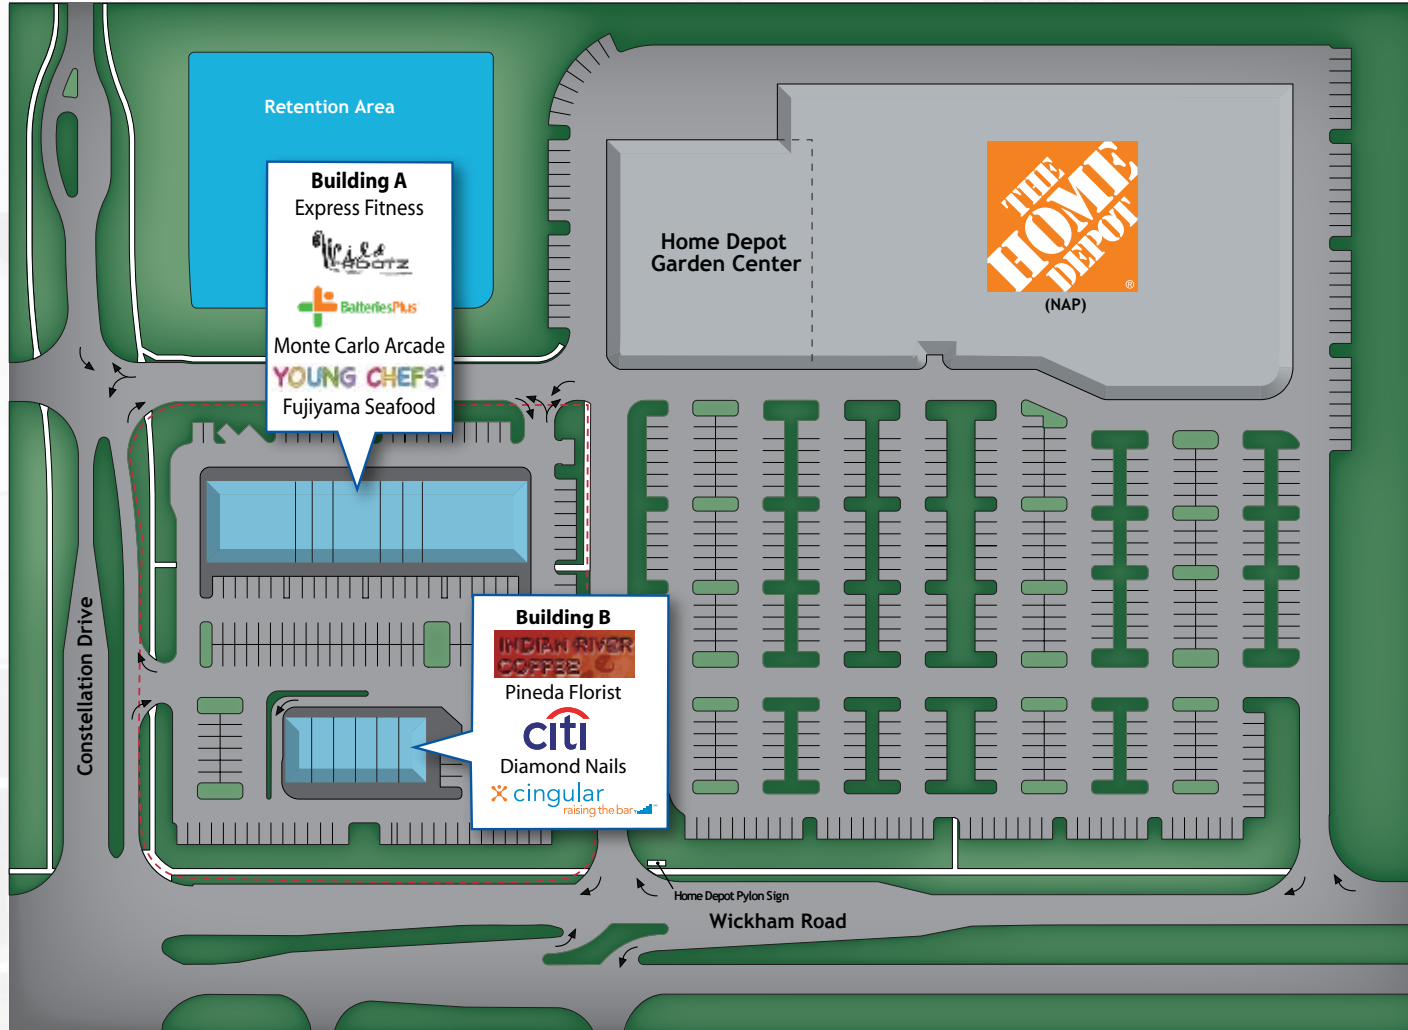 Retention Area
Building A
Express Fitness
Wild
ROOTZ
BatteriesPlus
Monte Carlo Arcade
YOUNG CHEFS
Fujiyama Seafood
Home Depot
Garden Center
THE
HOME
DEPOT
®
(NAP)
Building B
INDIAN RIVER
COFFEE
Pineda Florist
citi
Diamond Nails
cingular
raising the bar
Constellation Drive
Home Depot Pylon Sign
Wickham Road